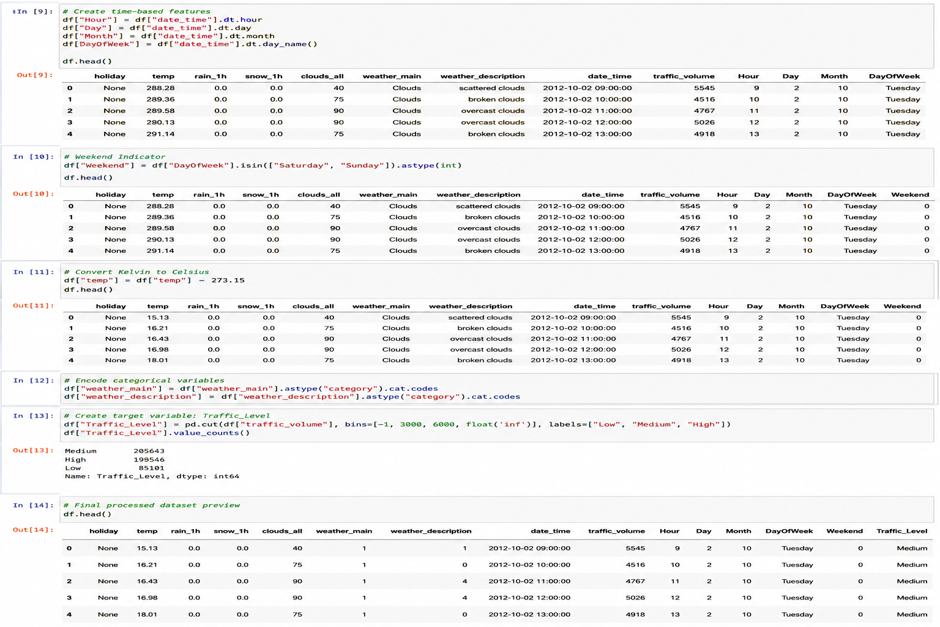 In [9]: # Create time-based features
df["Hour"] = df["date_time"].dt.hour
df["Day"] = df["date_time"].dt.day
df["Month"] = df["date_time"].dt.month
df[DayOfWeek"] = df["date_time"].dt.day_name()
df.head()
Out[9]: holiday temp rain_1h snow_1h clouds_all weather_main weather_description date_time traffic_volume Hour Day Month DayOfWeek
0 None 288.28 0.0 0.0 40 Clouds scattered clouds 2012-10-02 09:00:00 5545 9 2 10 Tuesday
1 None 289.36 0.0 0.0 75 Clouds broken clouds 2012-10-02 10:00:00 4516 10 2 10 Tuesday
2 None 289.58 0.0 0.0 90 Clouds overcast clouds 2012-10-02 11:00:00 4767 11 2 10 Tuesday
3 None 290.13 0.0 0.0 90 Clouds overcast clouds 2012-10-02 12:00:00 5026 12 2 10 Tuesday
4 None 291.14 0.0 0.0 75 Clouds broken clouds 2012-10-02 13:00:00 4918 13 2 10 Tuesday
In [10]: # Weekend Indicator
df["Weekend"] = df["DayOfWeek"].isin(["Saturday", "Sunday"]).astype(int)
df.head()
Out[10]: holiday temp rain_1h snow_1h clouds_all weather_main weather_description date_time traffic_volume Hour Day Month DayOfWeek Weekend
0 None 288.28 0.0 0.0 40 Clouds scattered clouds 2012-10-02 09:00:00 5545 9 2 10 Tuesday 0
1 None 289.36 0.0 0.0 75 Clouds broken clouds 2012-10-02 10:00:00 4516 10 2 10 Tuesday 0
2 None 289.58 0.0 0.0 90 Clouds overcast clouds 2012-10-02 11:00:00 4767 11 2 10 Tuesday 0
3 None 290.13 0.0 0.0 90 Clouds overcast clouds 2012-10-02 12:00:00 5026 12 2 10 Tuesday 0
4 None 291.14 0.0 0.0 75 Clouds broken clouds 2012-10-02 13:00:00 4918 13 2 10 Tuesday 0
In [11]: # Convert Kelvin to Celsius
df["temp"] = df["temp"] − 273.15
df.head()
Out[11]: holiday temp rain_1h snow_1h clouds_all weather_main weather_description date_time traffic_volume Hour Day Month DayOfWeek Weekend
0 None 15.13 0.0 0.0 40 Clouds scattered clouds 2012-10-02 09:00:00 5545 9 2 10 Tuesday 0
1 None 16.21 0.0 0.0 75 Clouds broken clouds 2012-10-02 10:00:00 4516 10 2 10 Tuesday 0
2 None 16.43 0.0 0.0 90 Clouds overcast clouds 2012-10-02 11:00:00 4767 11 2 10 Tuesday 0
3 None 16.98 0.0 0.0 90 Clouds overcast clouds 2012-10-02 12:00:00 5026 12 2 10 Tuesday 0
4 None 18.01 0.0 0.0 75 Clouds broken clouds 2012-10-02 13:00:00 4918 13 2 10 Tuesday 0
In [12]: # Encode categorical variables
df["weather_main"] = df["weather_main"].astype("category").cat.codes
df["weather_description"] = df["weather_description"].astype("category").cat.codes
In [13]: # Create target variable: Traffic_Level
df["Traffic_Level"] = pd.cut(df["traffic_volume"], bins=[-1, 3000, 6000, float('inf')], labels=["Low", "Medium", "High"])
df["Traffic_Level"].value_counts()
Out[13]: Medium 205643
High 199546
Low 85101
Name: Traffic_Level, dtype: int64
In [14]: # Final processed dataset preview
df.head()
Out[14]: holiday temp rain_1h snow_1h clouds_all weather_main weather_description date_time traffic_volume Hour Day Month DayOfWeek Weekend Traffic_Level
0 None 15.13 0.0 0.0 40 1 1 2012-10-02 09:00:00 5545 9 2 10 Tuesday 0 Medium
1 None 16.21 0.0 0.0 75 1 0 2012-10-02 10:00:00 4516 10 2 10 Tuesday 0 Medium
2 None 16.43 0.0 0.0 90 1 4 2012-10-02 11:00:00 4767 11 2 10 Tuesday 0 Medium
3 None 16.98 0.0 0.0 90 1 4 2012-10-02 12:00:00 5026 12 2 10 Tuesday 0 Medium
4 None 18.01 0.0 0.0 75 1 0 2012-10-02 13:00:00 4918 13 2 10 Tuesday 0 Medium